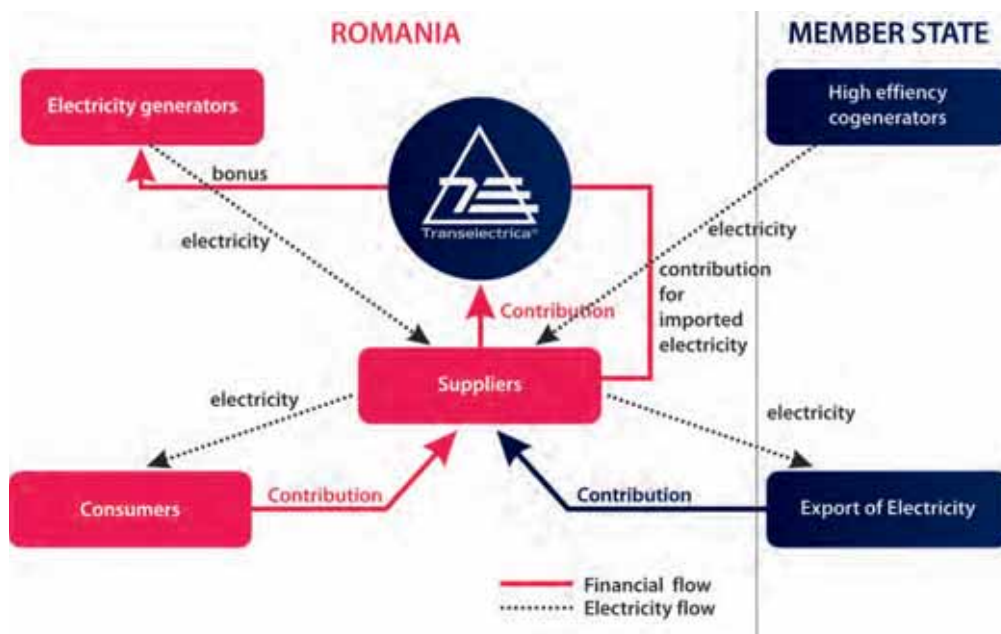 ROMANIA
MEMBER STATE
Electricity generators
High effiency
cogenerators
bonus
Transelectrica®
electricity
electricity
contribution
for
imported
electricity
Contribution
Suppliers
electricity
electricity
Consumers
Contribution
Contribution
Export of Electricity
Financial flow
Electricity flow